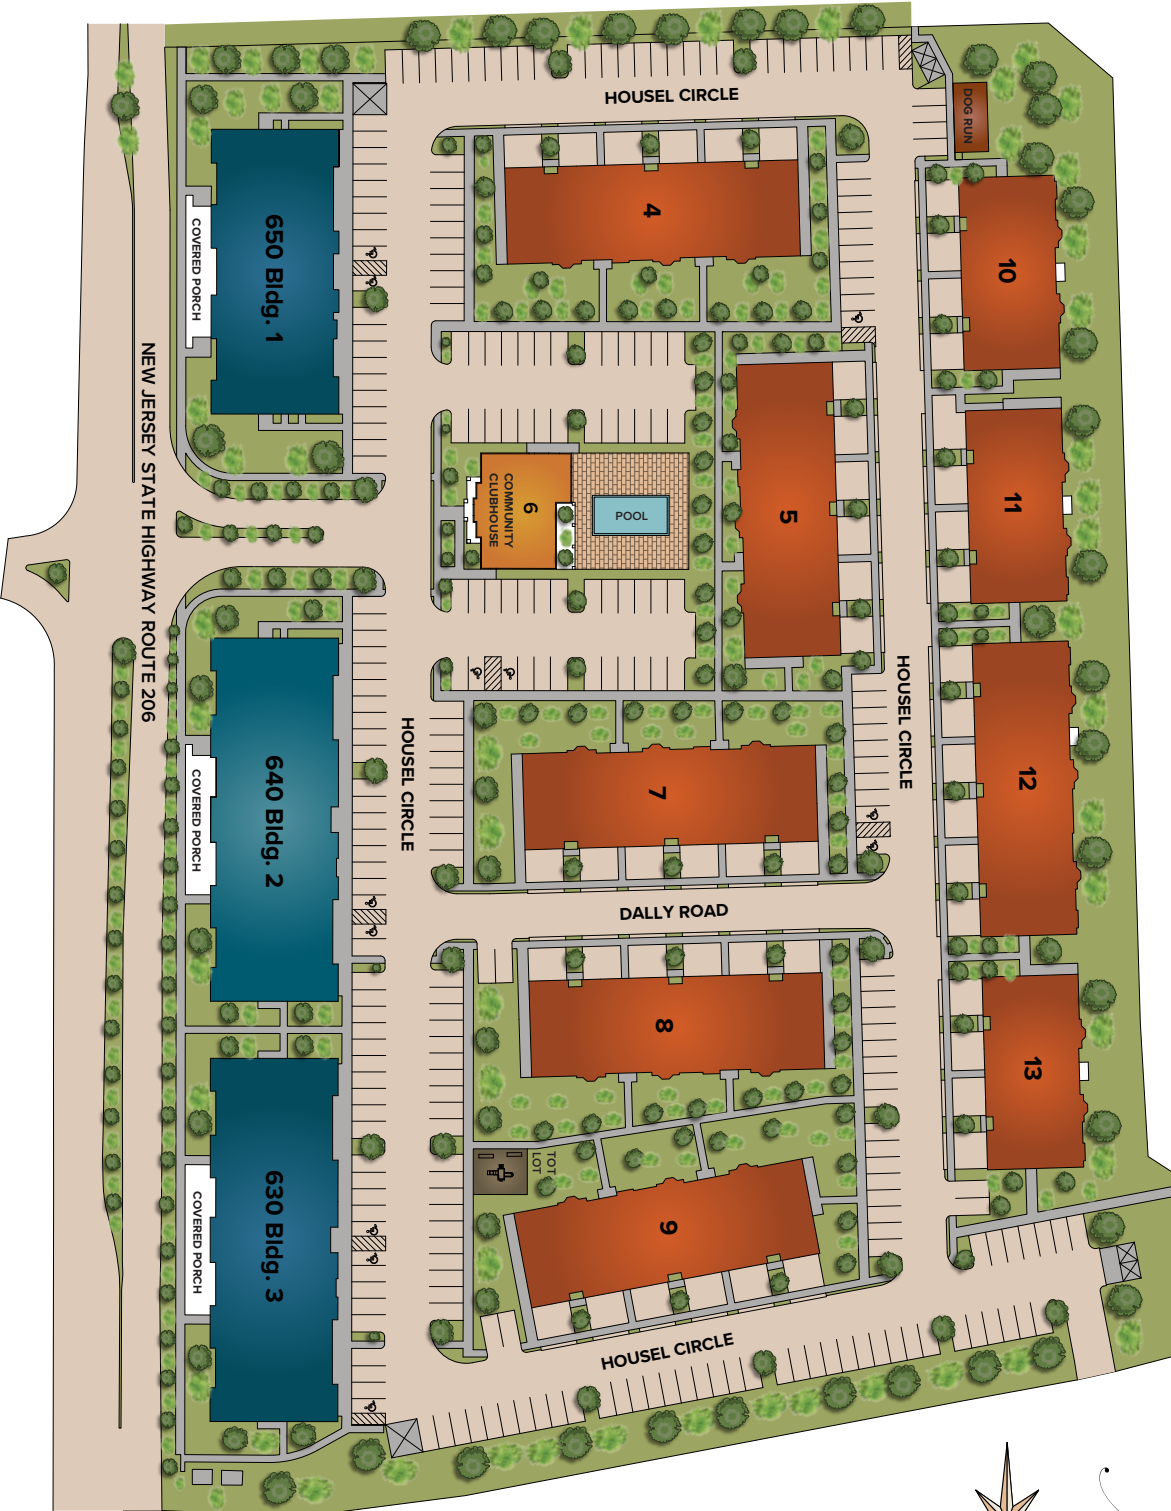 HOUSEL CIRCLE
DOG RUN
4
650 Bldg. 1
COVERED PORCH
10
NEW JERSEY STATE HIGHWAY ROUTE 206
6
COMMUNITY
CLUBHOUSE
POOL
5
11
HOUSEL CIRCLE
HOUSEL CIRCLE
640 Bldg. 2
COVERED PORCH
7
12
DALLY ROAD
8
13
TOT
LOT
630 Bldg. 3
COVERED PORCH
9
HOUSEL CIRCLE